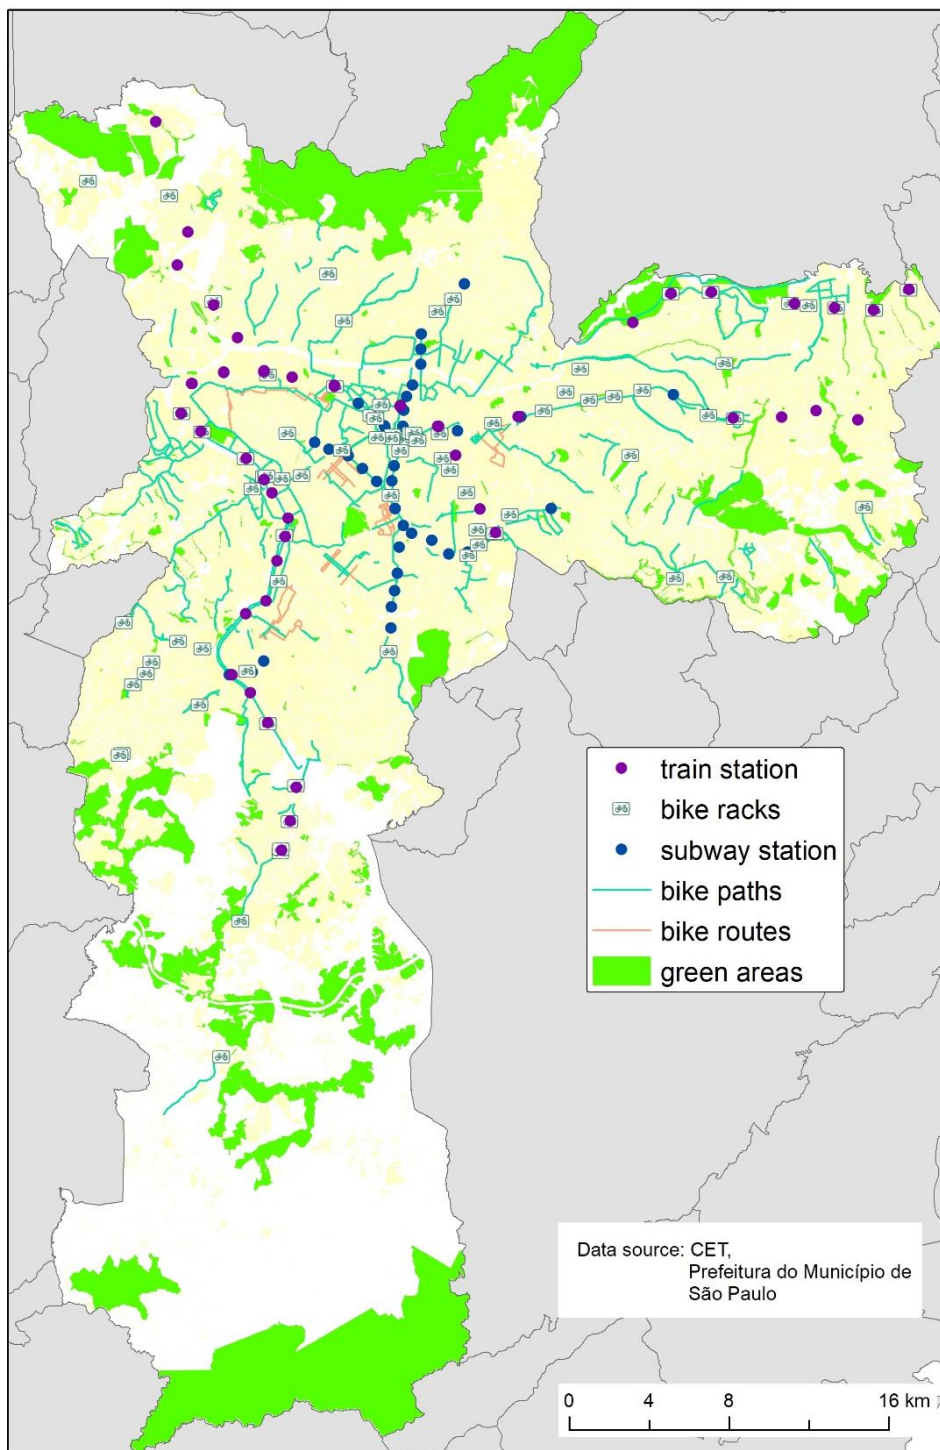 train station
bike racks
subway station
bike paths
bike routes
green areas
Data source: CET,
Prefeitura do Município de
São Paulo
0 4 8 16 km